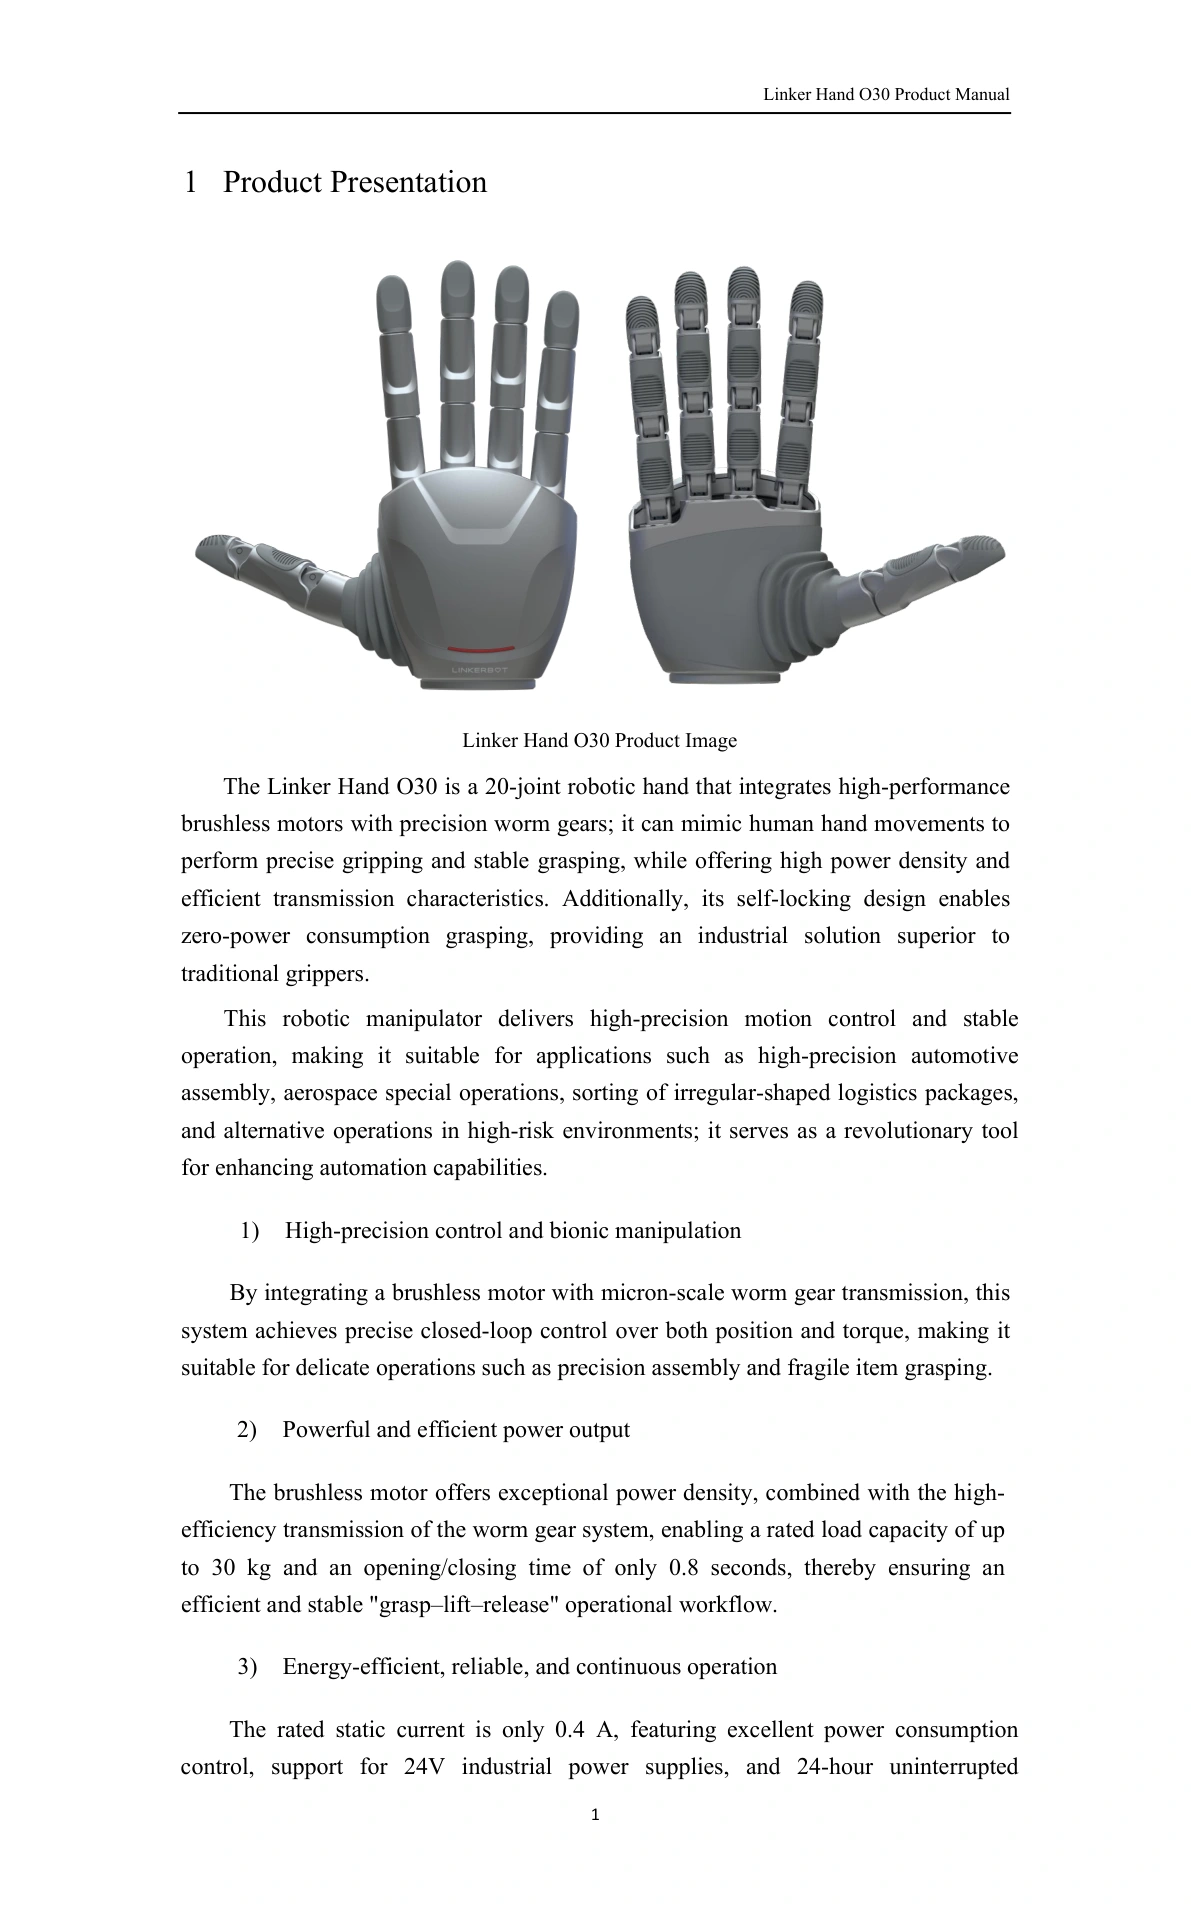 Linker Hand O30 Product Manual
1 Product Presentation
LINKERBOT
Linker Hand O30 Product Image
The Linker Hand O30 is a 20-joint robotic hand that integrates high-performance
brushless motors with precision worm gears; it can mimic human hand movements to
perform precise gripping and stable grasping, while offering high power density and
efficient transmission characteristics. Additionally, its self-locking design enables
zero-power consumption grasping, providing an industrial solution superior to
traditional grippers.
This robotic manipulator delivers high-precision motion control and stable
operation, making it suitable for applications such as high-precision automotive
assembly, aerospace special operations, sorting of irregular-shaped logistics packages,
and alternative operations in high-risk environments; it serves as a revolutionary tool
for enhancing automation capabilities.
1) High-precision control and bionic manipulation
By integrating a brushless motor with micron-scale worm gear transmission, this
system achieves precise closed-loop control over both position and torque, making it
suitable for delicate operations such as precision assembly and fragile item grasping.
2) Powerful and efficient power output
The brushless motor offers exceptional power density, combined with the high-
efficiency transmission of the worm gear system, enabling a rated load capacity of up
to 30 kg and an opening/closing time of only 0.8 seconds, thereby ensuring an
efficient and stable "grasp–lift–release" operational workflow.
3) Energy-efficient, reliable, and continuous operation
The rated static current is only 0.4 A, featuring excellent power consumption
control, support for 24V industrial power supplies, and 24-hour uninterrupted
1